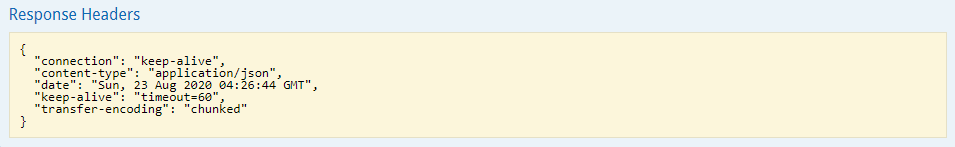 Response Headers
{
  "connection": "keep-alive",
  "content-type": "application/json",
  "date": "Sun, 23 Aug 2020 04:26:44 GMT",
  "keep-alive": "timeout=60",
  "transfer-encoding": "chunked"
}